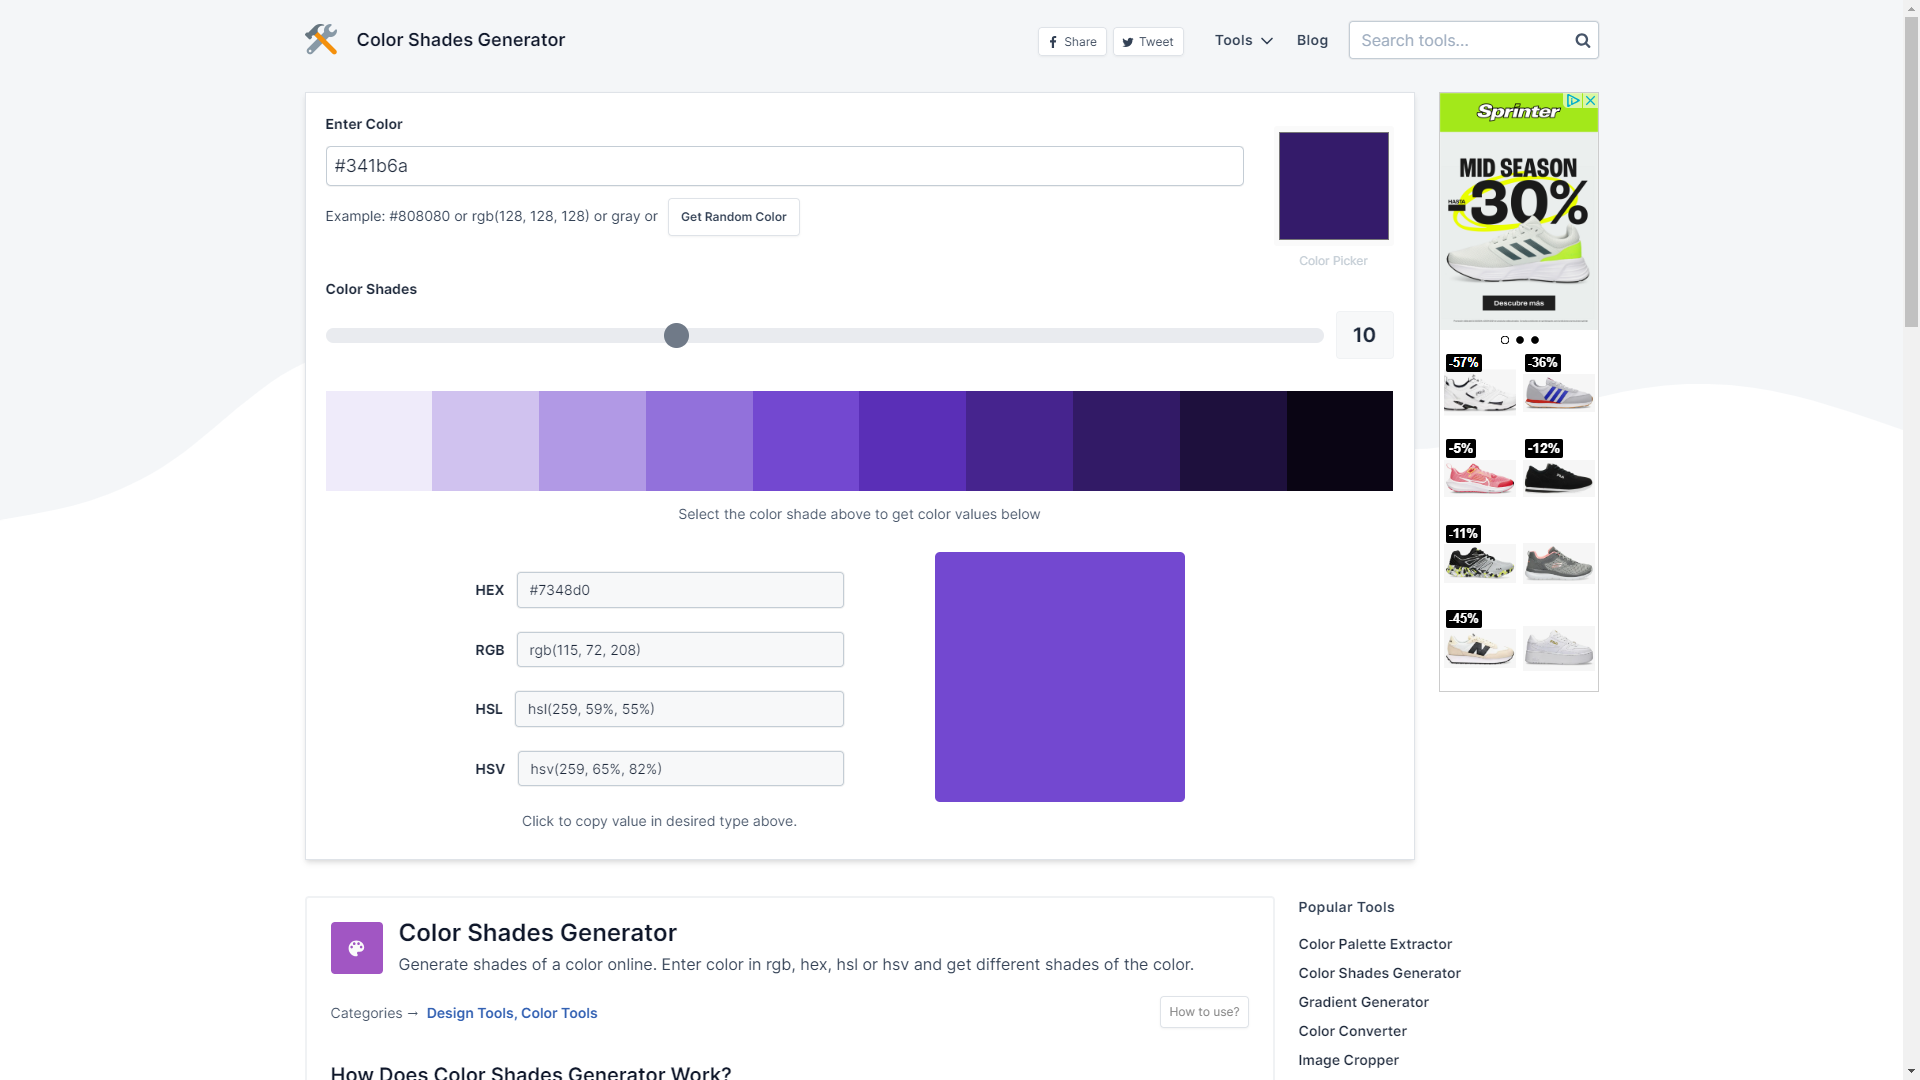 Color Shades Generator
Share
Tweet
Tools
Blog
Search tools...
Enter Color
#341b6a
Example: #808080 or rgb(128, 128, 128) or gray or
Get Random Color
Color Picker
Color Shades
10
Select the color shade above to get color values below
HEX
#7348d0
RGB
rgb(115, 72, 208)
HSL
hsl(259, 59%, 55%)
HSV
hsv(259, 65%, 82%)
Click to copy value in desired type above.
Sprinter
MID SEASON
HASTA
-30%
Descubre más
-57%
-36%
-5%
-12%
-11%
-45%
Color Shades Generator
Generate shades of a color online. Enter color in rgb, hex, hsl or hsv and get different shades of the color.
Categories → Design Tools, Color Tools
How to use?
How Does Color Shades Generator Work?
Popular Tools
Color Palette Extractor
Color Shades Generator
Gradient Generator
Color Converter
Image Cropper